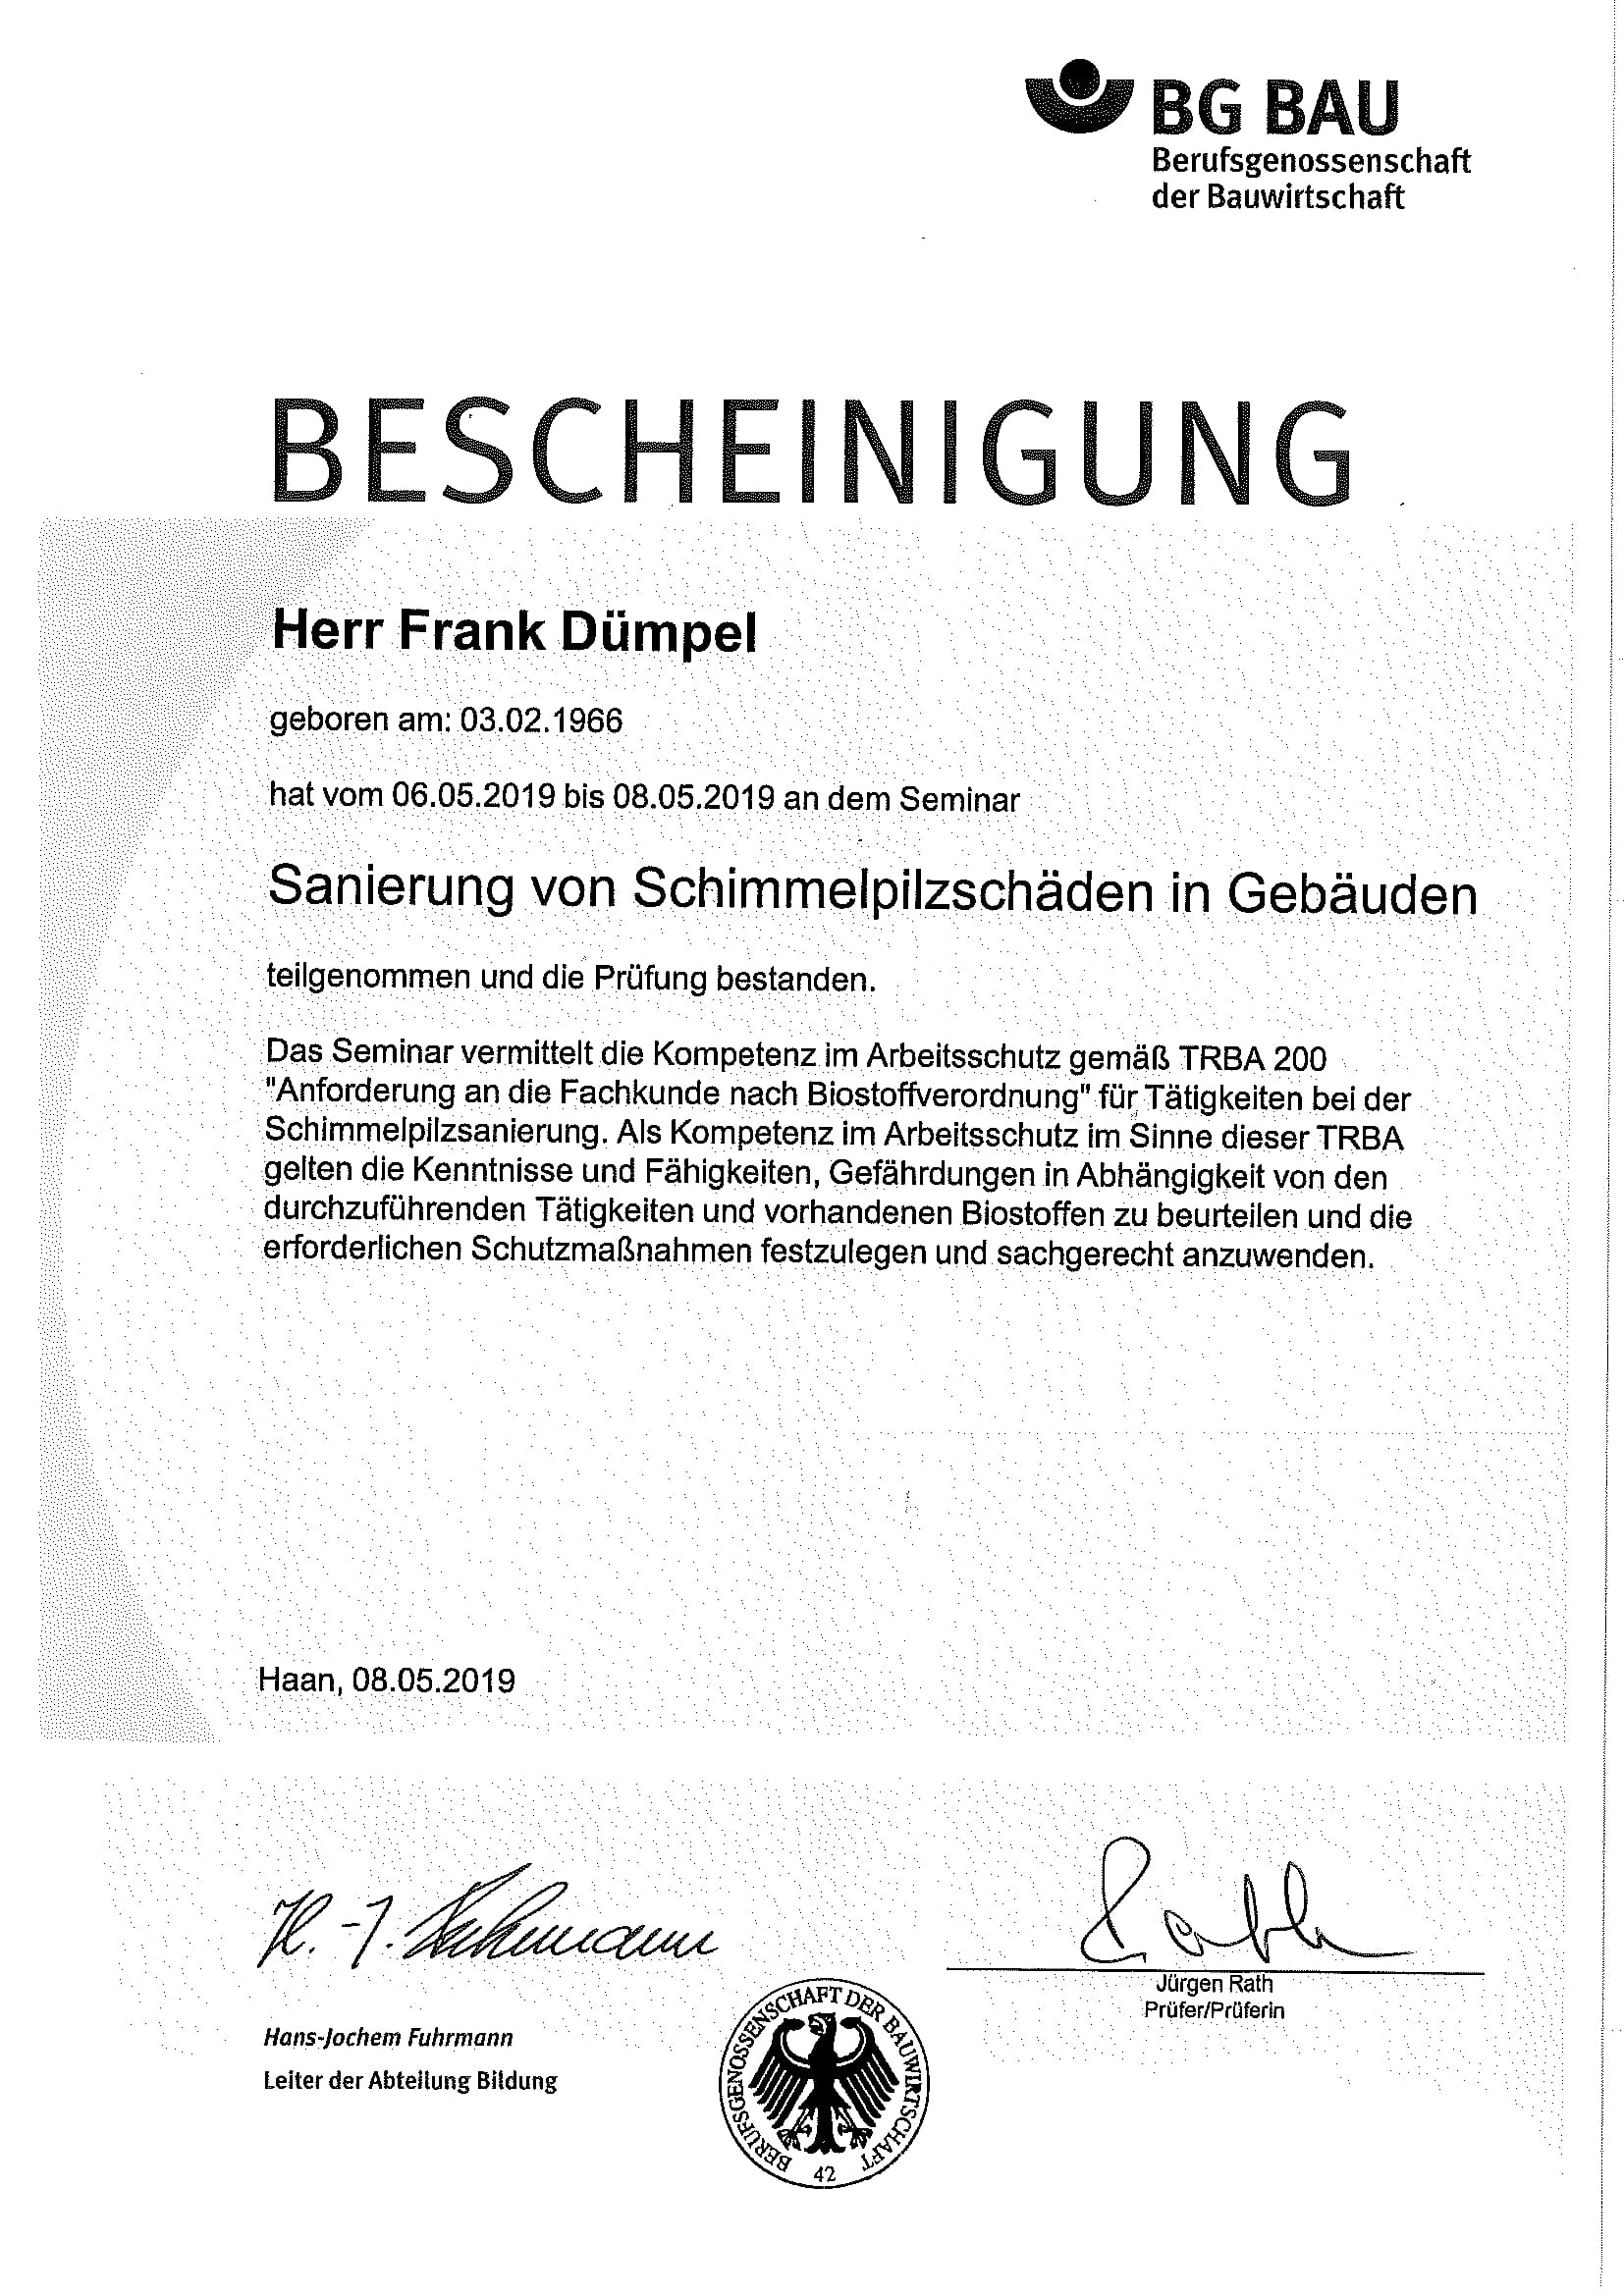 BG BAU
Berufsgenossenschaft
der Bauwirtschaft
BESCHEINIGUNG
Herr Frank Dümpel
geboren am: 03.02.1966
hat vom 06.05.2019 bis 08.05.2019 an dem Seminar
Sanierung von Schimmelpilzschäden in Gebäuden
teilgenommen und die Prüfung bestanden.
Das Seminar vermittelt die Kompetenz im Arbeitsschutz gemäß TRBA 200
"Anforderung an die Fachkunde nach Biostoffverordnung" für Tätigkeiten bei der
Schimmelpilzsanierung. Als Kompetenz im Arbeitsschutz im Sinne dieser TRBA
gelten die Kenntnisse und Fähigkeiten, Gefährdungen in Abhängigkeit von den
durchzuführenden Tätigkeiten und vorhandenen Biostoffen zu beurteilen und die
erforderlichen Schutzmaßnahmen festzulegen und sachgerecht anzuwenden.
Haan, 08.05.2019
H.-J. Fuhrmann
Rath
Jürgen Rath
Prüfer/Prüferin
Hans-Jochem Fuhrmann
Leiter der Abteilung Bildung
BERUFSGENOSSENSCHAFT DER BAUWIRTSCHAFT
42